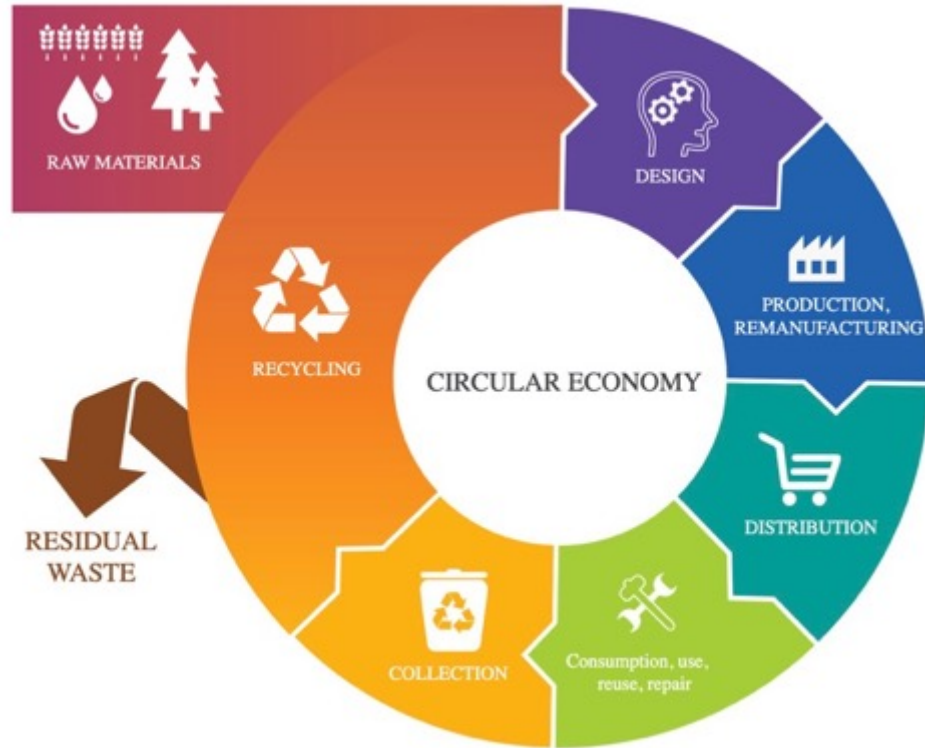 RAW MATERIALS
DESIGN
PRODUCTION,
REMANUFACTURING
RECYCLING
CIRCULAR ECONOMY
DISTRIBUTION
RESIDUAL
WASTE
COLLECTION
Consumption, use,
reuse, repair